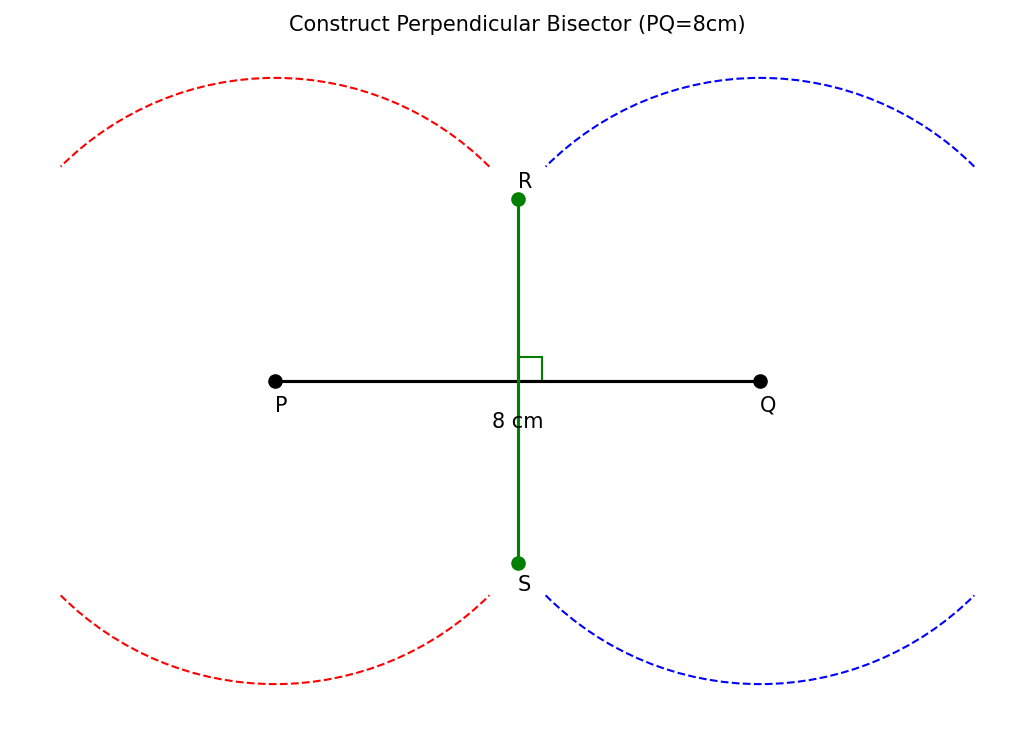 Construct Perpendicular Bisector (PQ=8cm)
R
P
Q
8 cm
S